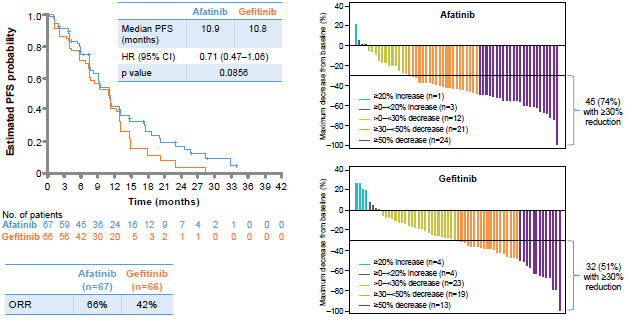 Afatinib Gefitinib
Median PFS (months) 10.9 10.8
HR (95% CI) 0.71 (0.47–1.06)
p value 0.0856
Estimated PFS probability
1.0
0.8
0.6
0.4
0.2
0
0 3 6 9 12 15 18 21 24 27 30 33 36 39 42
Time (months)
No. of patients
Afatinib 67 59 45 36 24 16 12 9 7 4 2 1 0 0 0
Gefitinib 66 56 42 30 20 5 3 2 1 1 0 0 0 0 0
Afatinib (n=67) Gefitinib (n=66)
ORR 66% 42%
Afatinib
Maximum decrease from baseline (%)
40
20
0
−20
−40
−60
−80
−100
≥20% increase (n=1)
≥0–<20% increase (n=3)
>0–<30% decrease (n=12)
≥30–<50% decrease (n=21)
≥50% decrease (n=24)
45 (74%)
with ≥30%
reduction
Gefitinib
Maximum decrease from baseline (%)
40
20
0
−20
−40
−60
−80
−100
≥20% increase (n=4)
≥0–<20% increase (n=4)
>0–<30% decrease (n=23)
≥30–<50% decrease (n=19)
≥50% decrease (n=13)
32 (51%)
with ≥30%
reduction